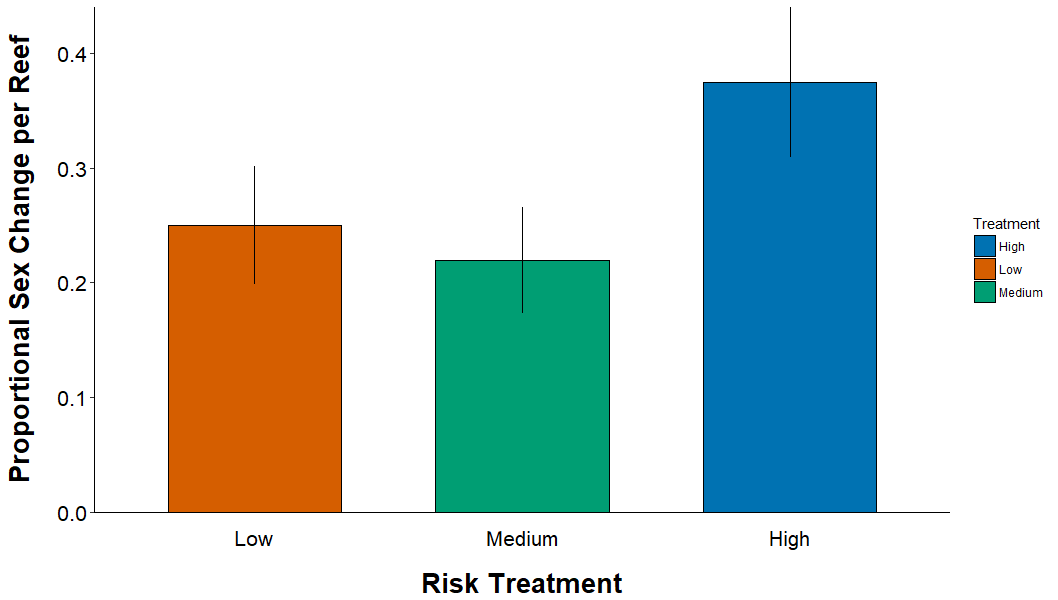 Proportional Sex Change per Reef
0.4
0.3
0.2
0.1
0.0
Low
Medium
High
Risk Treatment
Treatment
High
Low
Medium